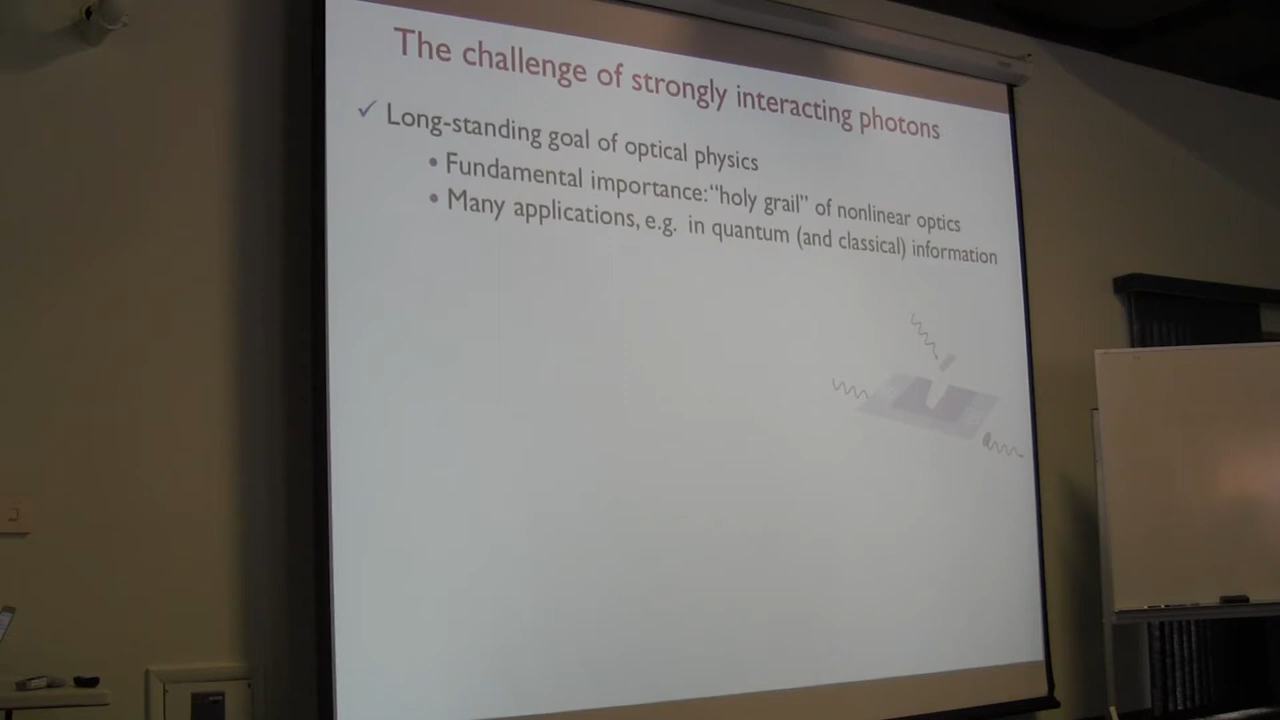 The challenge of strongly interacting photons
✓ Long-standing goal of optical physics
• Fundamental importance: “holy grail” of nonlinear optics
• Many applications, e.g. in quantum (and classical) information